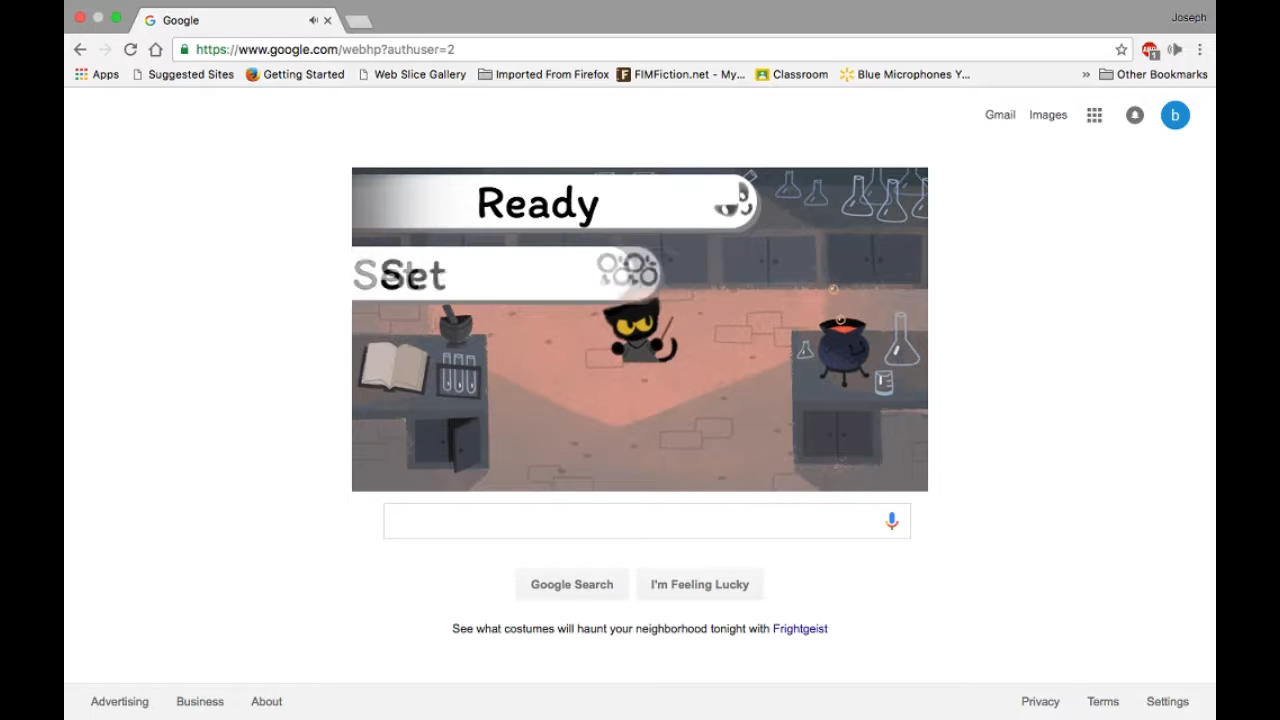 Google
Joseph
https://www.google.com/webhp?authuser=2
1
Apps Suggested Sites Getting Started Web Slice Gallery Imported From Firefox FIMFiction.net - My... Classroom Blue Microphones Y... » Other Bookmarks
Gmail Images b
Ready
Set
Google Search I'm Feeling Lucky
See what costumes will haunt your neighborhood tonight with Frightgeist
Advertising Business About Privacy Terms Settings